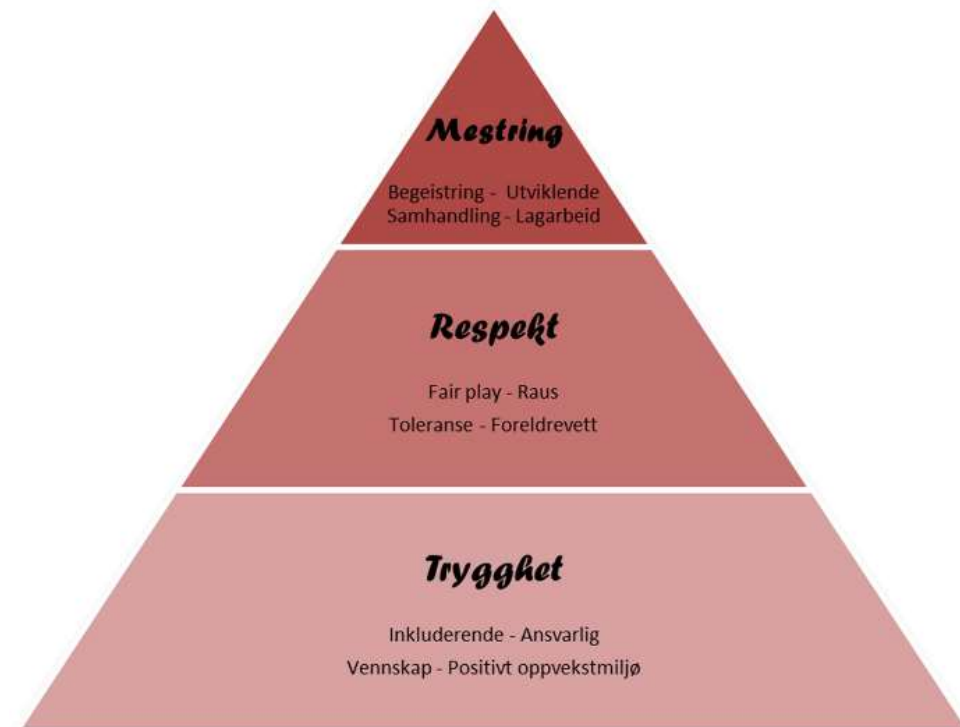 Mestring
Begeistring - Utviklende
Samhandling - Lagarbeid
Respekt
Fair play - Raus
Toleranse - Foreldrevett
Trygghet
Inkluderende - Ansvarlig
Vennskap - Positivt oppvekstmiljø